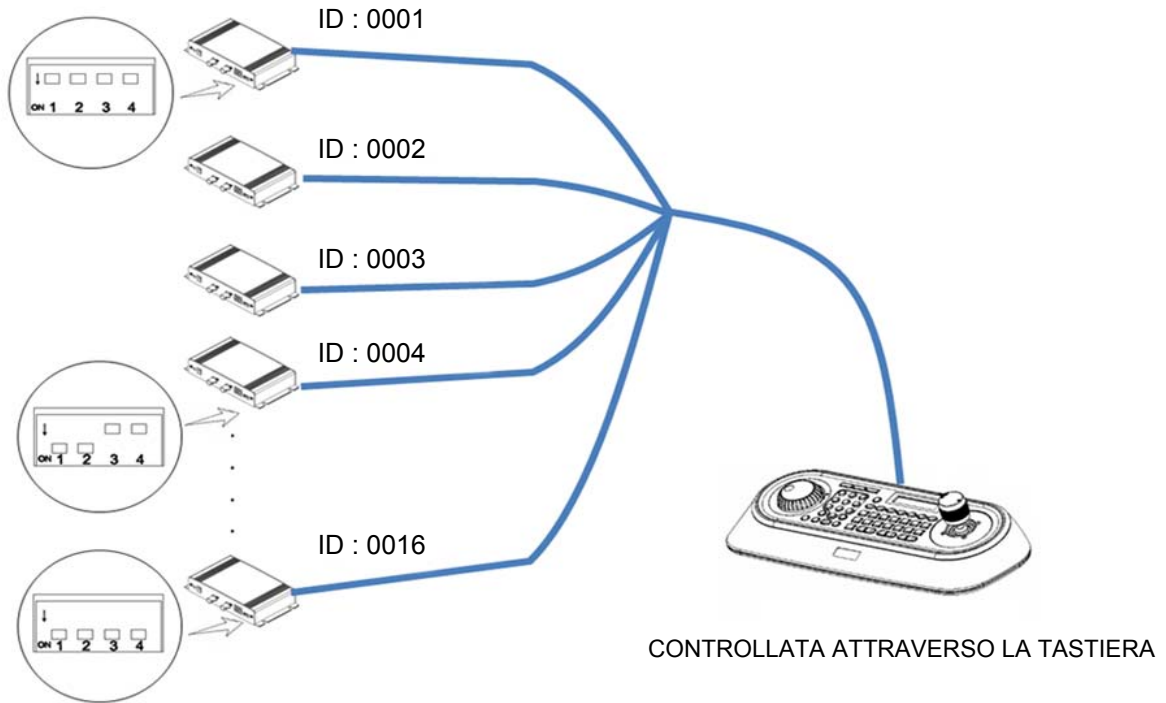 ID : 0001
↓
ON 1 2 3 4
ID : 0002
ID : 0003
ID : 0004
↓
ON 1 2 3 4
ID : 0016
↓
ON 1 2 3 4
CONTROLLATA ATTRAVERSO LA TASTIERA